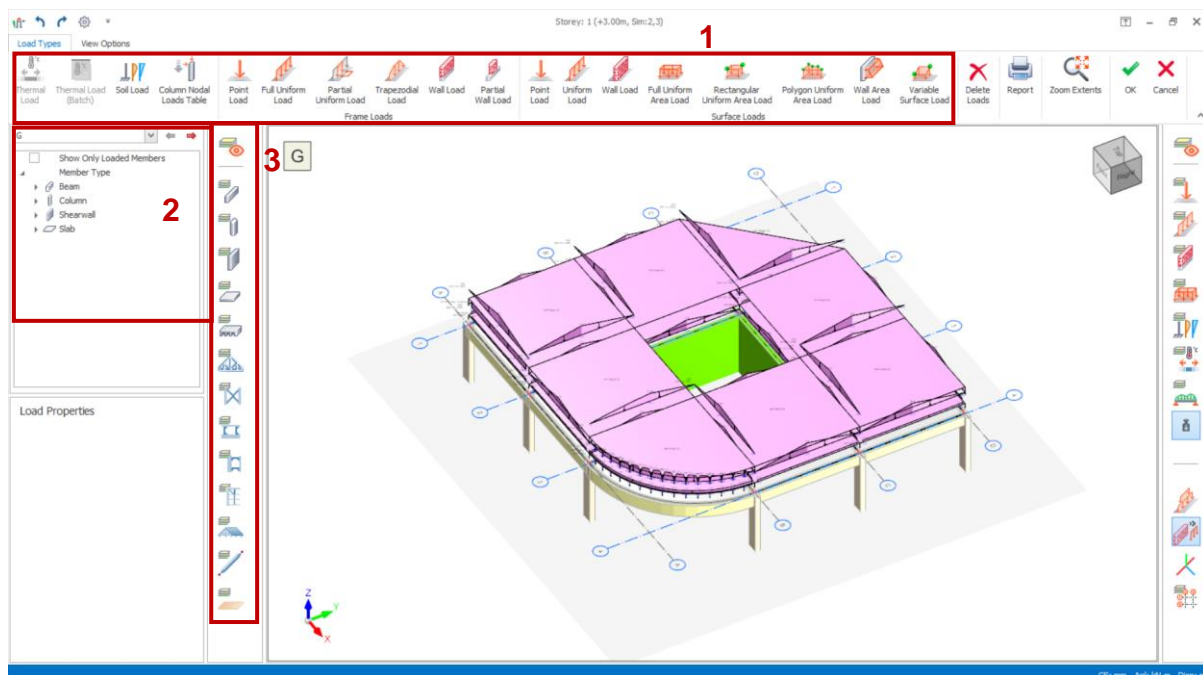 Storey: 1 (+3.00m, Sim:2,3)
Load Types View Options
1
Thermal Load
Thermal Load (Batch)
Soil Load
Column Nodal Loads Table
Point Load
Full Uniform Load
Partial Uniform Load
Trapezodial Load
Wall Load
Partial Wall Load
Point Load
Uniform Load
Wall Load
Full Uniform Area Load
Rectangular Uniform Area Load
Polygon Uniform Area Load
Wall Area Load
Variable Surface Load
Delete Loads
Report
Zoom Extents
OK
Cancel
Frame Loads
Surface Loads
G
Show Only Loaded Members
Member Type
Beam
Column
Shearwall
Slab
2
3
G
Load Properties
Right
Z
Y
X